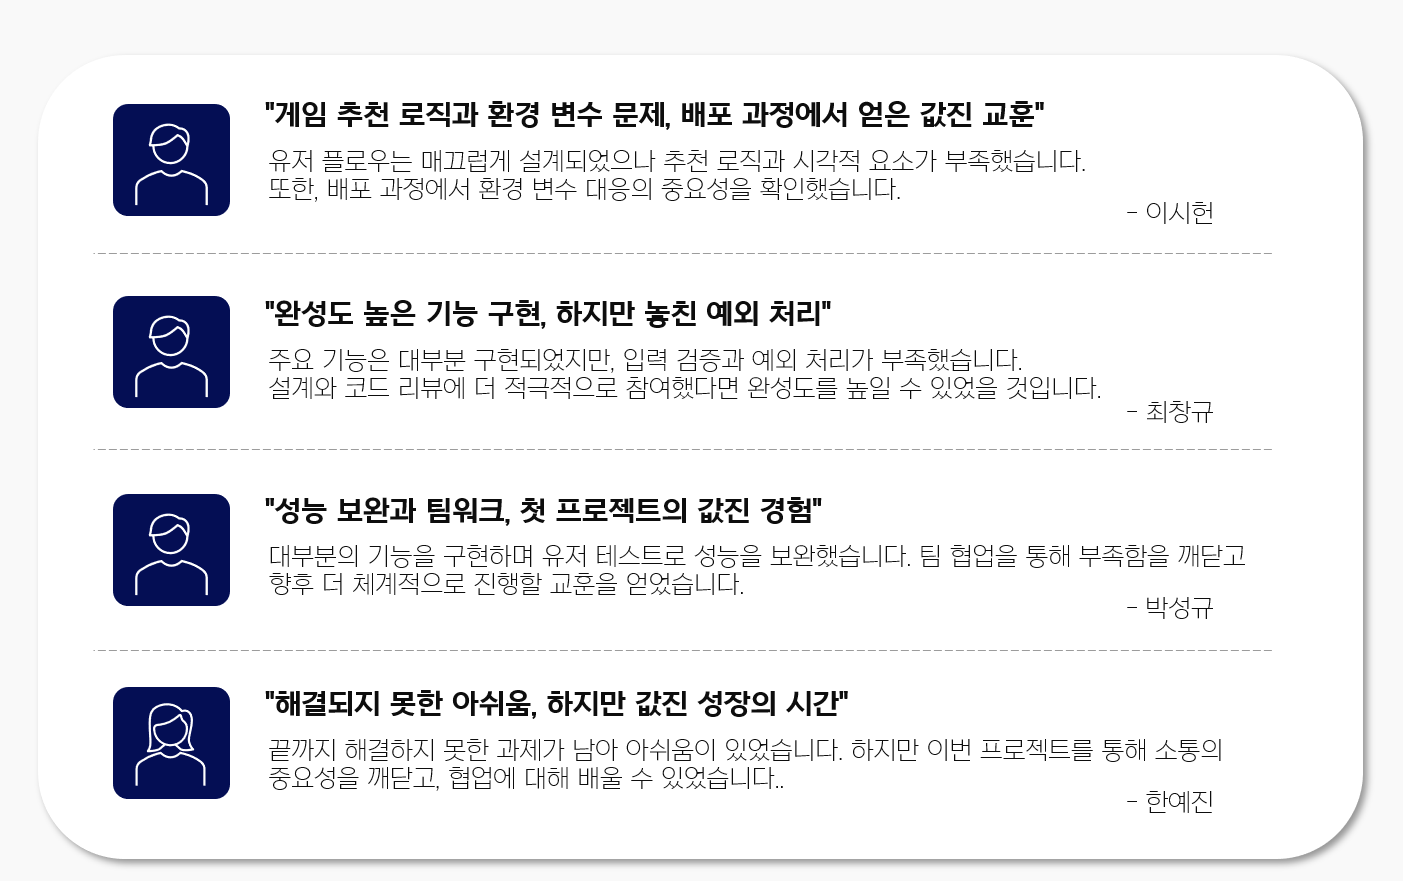 "게임 추천 로직과 환경 변수 문제, 배포 과정에서 얻은 값진 교훈"
유저 플로우는 매끄럽게 설계되었으나 추천 로직과 시각적 요소가 부족했습니다.
또한, 배포 과정에서 환경 변수 대응의 중요성을 확인했습니다.
- 이시헌
"완성도 높은 기능 구현, 하지만 놓친 예외 처리"
주요 기능은 대부분 구현되었지만, 입력 검증과 예외 처리가 부족했습니다.
설계와 코드 리뷰에 더 적극적으로 참여했다면 완성도를 높일 수 있었을 것입니다.
- 최창규
"성능 보완과 팀워크, 첫 프로젝트의 값진 경험"
대부분의 기능을 구현하며 유저 테스트로 성능을 보완했습니다. 팀 협업을 통해 부족함을 깨닫고
향후 더 체계적으로 진행할 교훈을 얻었습니다.
- 박성규
"해결되지 못한 아쉬움, 하지만 값진 성장의 시간"
끝까지 해결하지 못한 과제가 남아 아쉬움이 있었습니다. 하지만 이번 프로젝트를 통해 소통의
중요성을 깨닫고, 협업에 대해 배울 수 있었습니다..
- 한예진